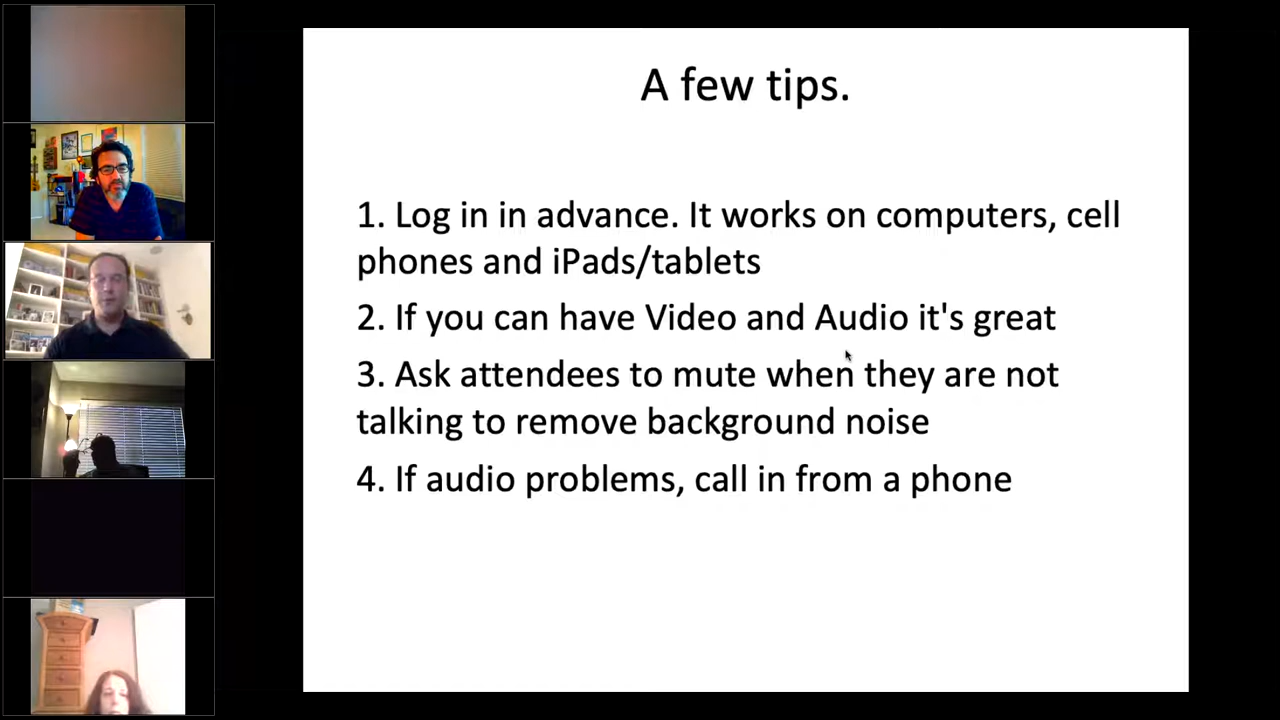 A few tips.
1. Log in in advance. It works on computers, cell
phones and iPads/tablets
2. If you can have Video and Audio it's great
3. Ask attendees to mute when they are not
talking to remove background noise
4. If audio problems, call in from a phone